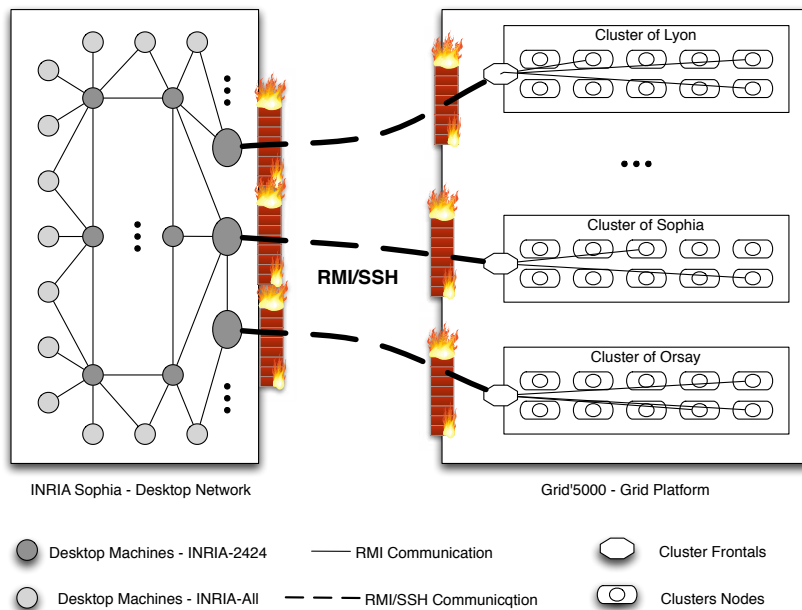 Cluster of Lyon
Cluster of Sophia
RMI/SSH
Cluster of Orsay
INRIA Sophia - Desktop Network
Grid'5000 - Grid Platform
Desktop Machines - INRIA-2424
RMI Communication
Cluster Frontals
Desktop Machines - INRIA-All
RMI/SSH Communicqtion
Clusters Nodes